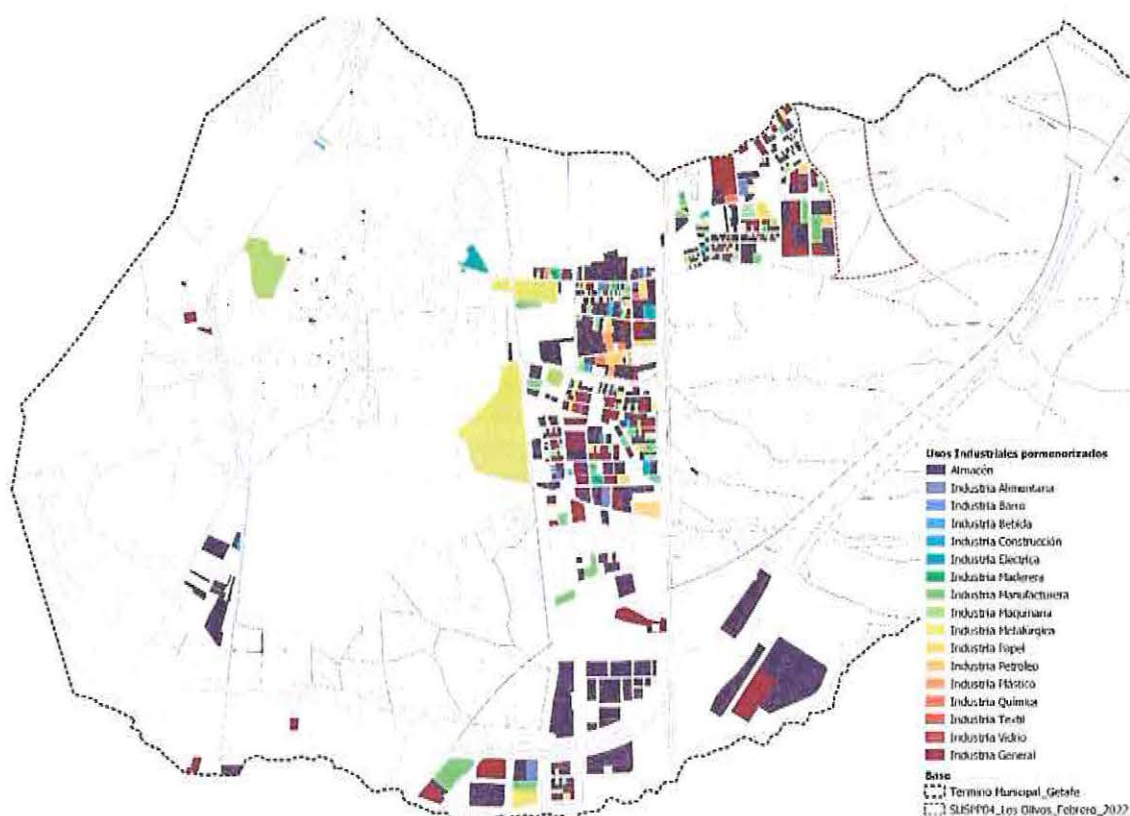 Usos Industriales pormenorizados
Almacén
Industria Alimentaria
Industria Barro
Industria Bebida
Industria Construcción
Industria Eléctrica
Industria Maderera
Industria Manufacturera
Industria Maquinaria
Industria Metalúrgica
Industria Papel
Industria Petroleo
Industria Plástico
Industria Química
Industria Textil
Industria Vidrio
Industria General
Base
Termino Municipal_Getafe
SUSPP04_Los Olivos_Febrero_2022